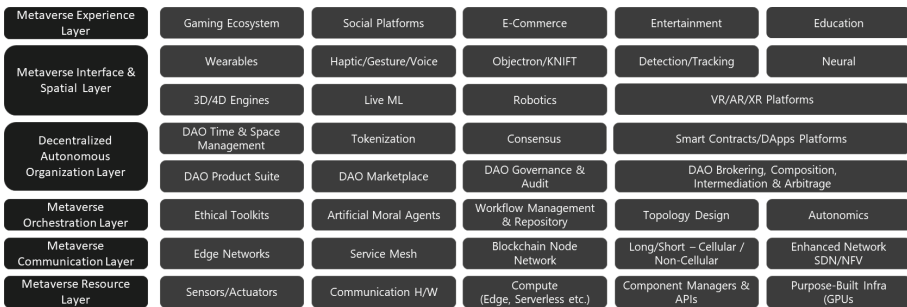 Metaverse Experience
Layer
Gaming Ecosystem
Social Platforms
E-Commerce
Entertainment
Education
Metaverse Interface &
Spatial Layer
Wearables
Haptic/Gesture/Voice
Objectron/KNIFT
Detection/Tracking
Neural
3D/4D Engines
Live ML
Robotics
VR/AR/XR Platforms
Decentralized
Autonomous
Organization Layer
DAO Time & Space
Management
Tokenization
Consensus
Smart Contracts/DApps Platforms
DAO Product Suite
DAO Marketplace
DAO Governance &
Audit
DAO Brokering, Composition,
Intermediation & Arbitrage
Metaverse
Orchestration Layer
Ethical Toolkits
Artificial Moral Agents
Workflow Management
& Repository
Topology Design
Autonomics
Metaverse
Communication Layer
Edge Networks
Service Mesh
Blockchain Node
Network
Long/Short – Cellular /
Non-Cellular
Enhanced Network
SDN/NFV
Metaverse Resource
Layer
Sensors/Actuators
Communication H/W
Compute
(Edge, Serverless etc.)
Component Managers &
APIs
Purpose-Built Infra
(GPUs